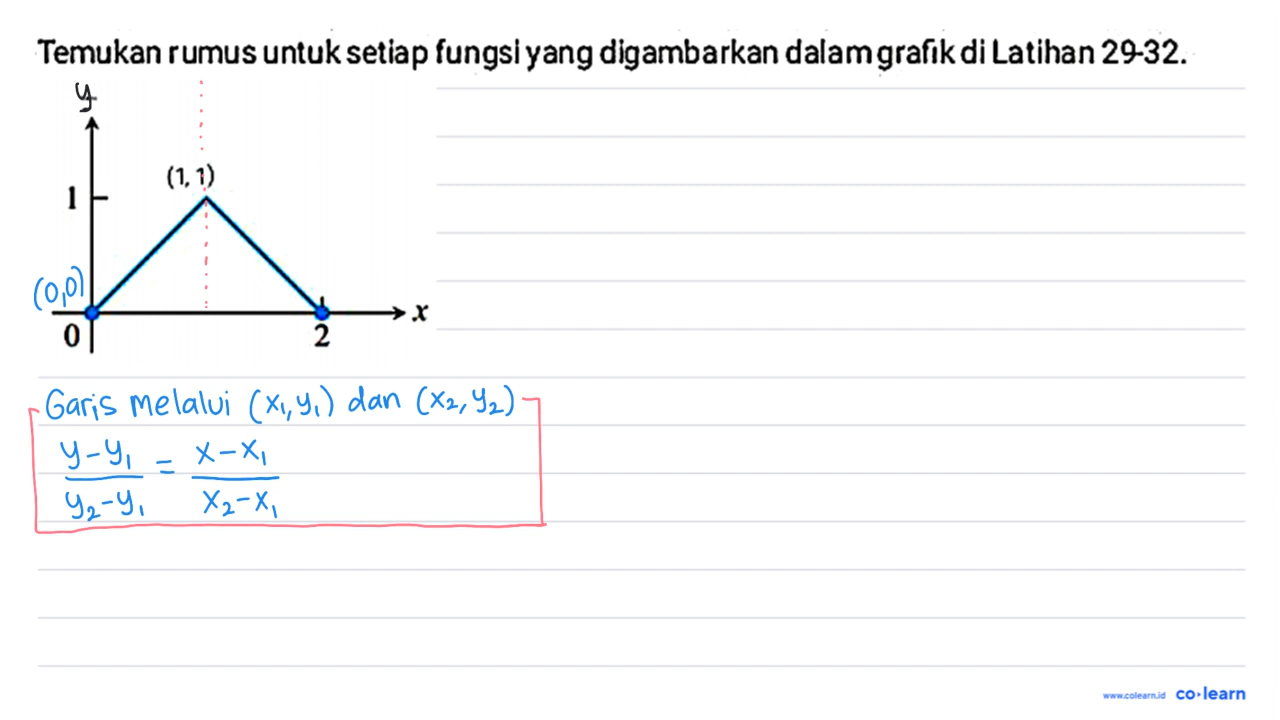 Temukan rumus untuk setiap fungsi yang digambarkan dalam grafik di Latihan 29-32.
y
(1, 1)
1
(0,0)
x
0
2
Garis melalui (x₁, y₁) dan (x₂, y₂)
y-y₁ = x-x₁
y₂-y₁ x₂-x₁
www.colearn.id co·learn